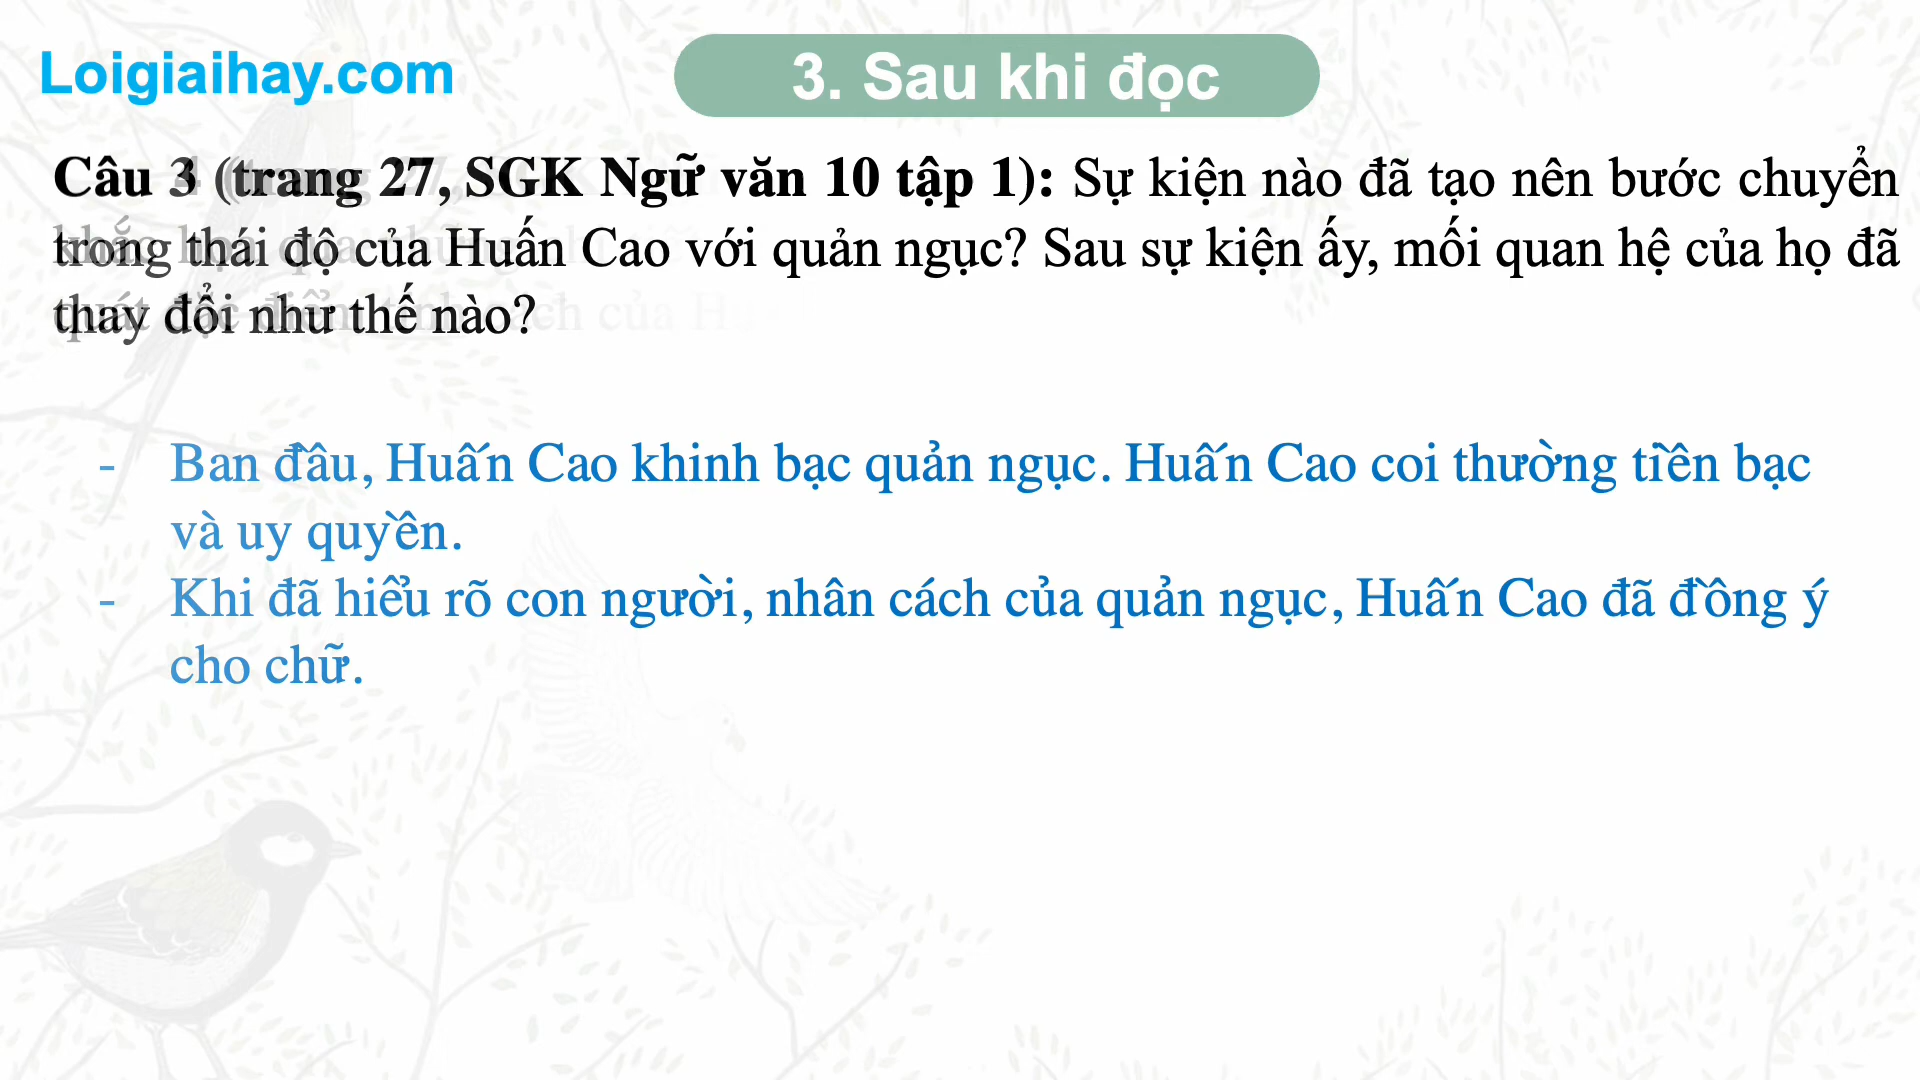 Loigiaihay.com
3. Sau khi đọc
Câu 3 (trang 27, SGK Ngữ văn 10 tập 1): Sự kiện nào đã tạo nên bước chuyển
trong thái độ của Huấn Cao với quản ngục? Sau sự kiện ấy, mối quan hệ của họ đã
thay đổi như thế nào?
- Ban đầu, Huấn Cao khinh bạc quản ngục. Huấn Cao coi thường tiền bạc
và uy quyền.
- Khi đã hiểu rõ con người, nhân cách của quản ngục, Huấn Cao đã đồng ý
cho chữ.